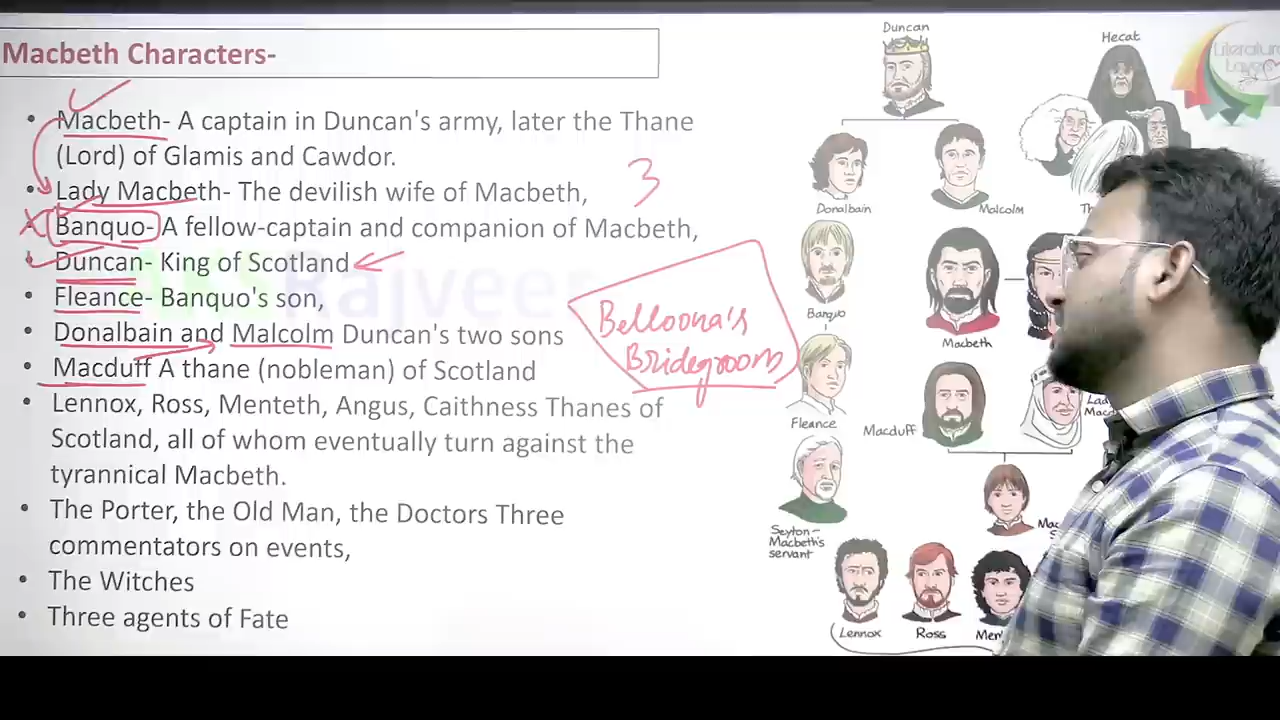 Macbeth Characters-
• Macbeth- A captain in Duncan's army, later the Thane
(Lord) of Glamis and Cawdor.
• Lady Macbeth- The devilish wife of Macbeth,
3
• Banquo- A fellow-captain and companion of Macbeth,
• Duncan- King of Scotland
• Fleance- Banquo's son,
• Donalbain and Malcolm Duncan's two sons
• Macduff A thane (nobleman) of Scotland
• Lennox, Ross, Menteth, Angus, Caithness Thanes of
Scotland, all of whom eventually turn against the
tyrannical Macbeth.
• The Porter, the Old Man, the Doctors Three
commentators on events,
• The Witches
• Three agents of Fate
Belloona's
Bridegroom
Rajveer
Duncan
Hecat
Literature
Donalbain
Malcolm
Banquo
Macbeth
Fleance
Macduff
Seyton-
Macbeth's
servant
Lennox
Ross